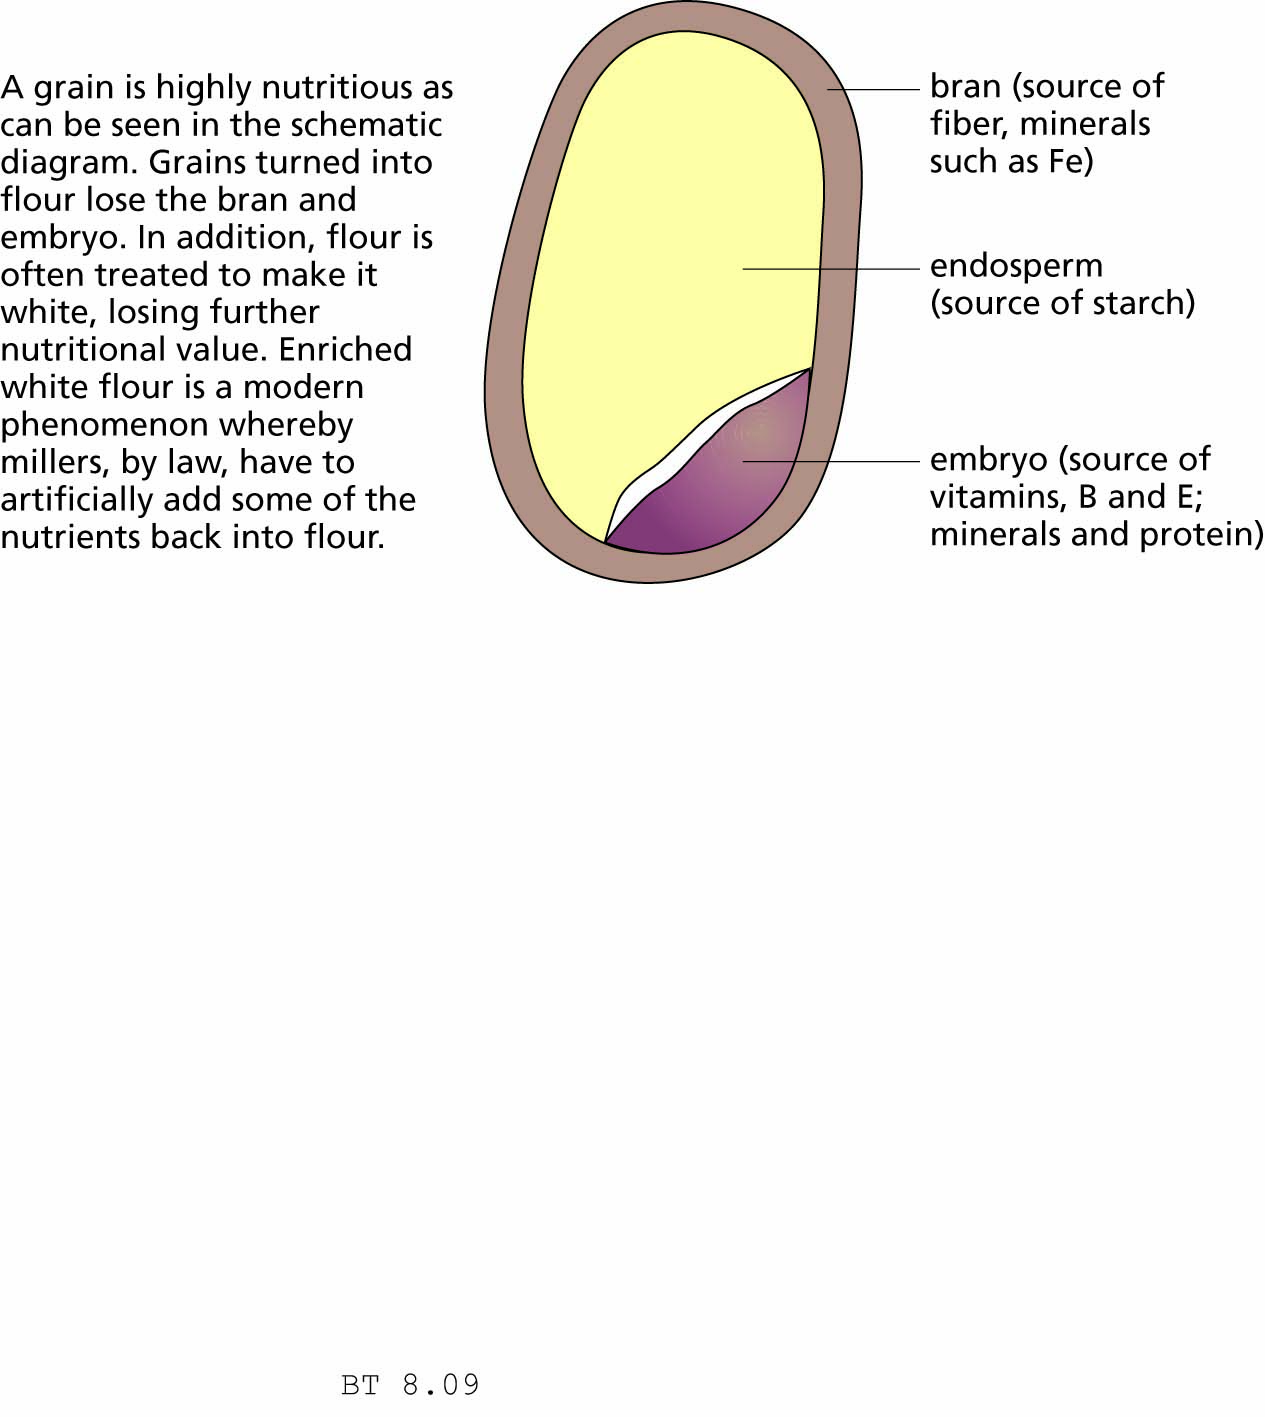 A grain is highly nutritious as
can be seen in the schematic
diagram. Grains turned into
flour lose the bran and
embryo. In addition, flour is
often treated to make it
white, losing further
nutritional value. Enriched
white flour is a modern
phenomenon whereby
millers, by law, have to
artificially add some of the
nutrients back into flour.
bran (source of
fiber, minerals
such as Fe)
endosperm
(source of starch)
embryo (source of
vitamins, B and E;
minerals and protein)
BT 8.09